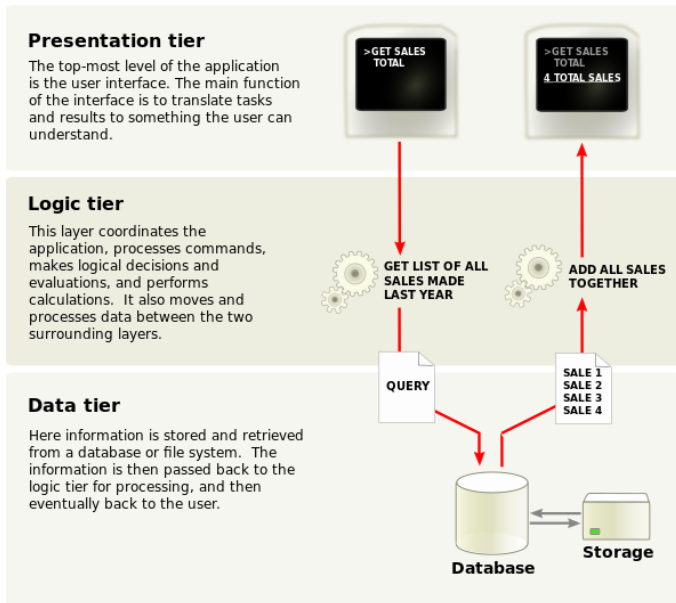 Presentation tier
The top-most level of the application
is the user interface. The main function
of the interface is to translate tasks
and results to something the user can
understand.
>GET SALES
TOTAL
>GET SALES
TOTAL
4 TOTAL SALES
Logic tier
This layer coordinates the
application, processes commands,
makes logical decisions and
evaluations, and performs
calculations.  It also moves and
processes data between the two
surrounding layers.
GET LIST OF ALL
SALES MADE
LAST YEAR
ADD ALL SALES
TOGETHER
QUERY
SALE 1
SALE 2
SALE 3
SALE 4
Data tier
Here information is stored and retrieved
from a database or file system.  The
information is then passed back to the
logic tier for processing, and then
eventually back to the user.
Database
Storage